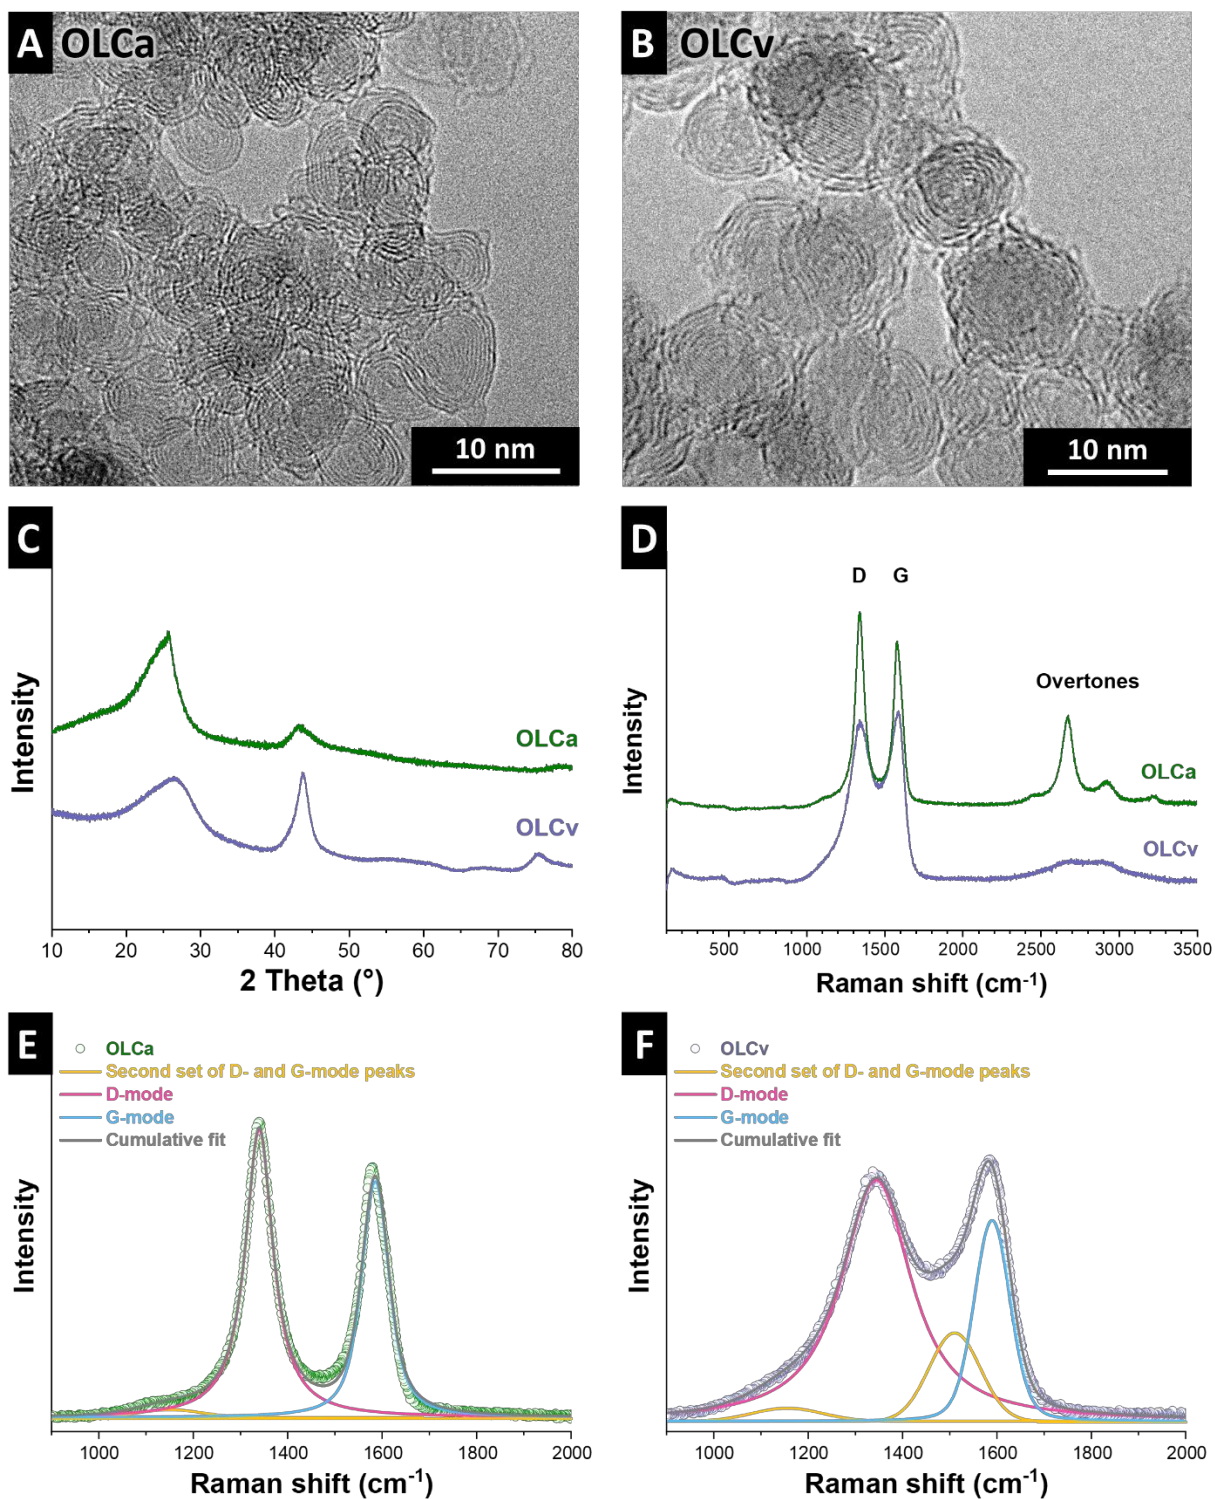 A OLCa
10 nm
B OLCv
10 nm
C
Intensity
OLCa
OLCv
10 20 30 40 50 60 70 80
2 Theta (°)
D
Intensity
D G
Overtones
OLCa
OLCv
500 1000 1500 2000 2500 3000 3500
Raman shift (cm⁻¹)
E
OLCa
Second set of D- and G-mode peaks
D-mode
G-mode
Cumulative fit
Intensity
1000 1200 1400 1600 1800 2000
Raman shift (cm⁻¹)
F
OLCv
Second set of D- and G-mode peaks
D-mode
G-mode
Cumulative fit
Intensity
1000 1200 1400 1600 1800 2000
Raman shift (cm⁻¹)